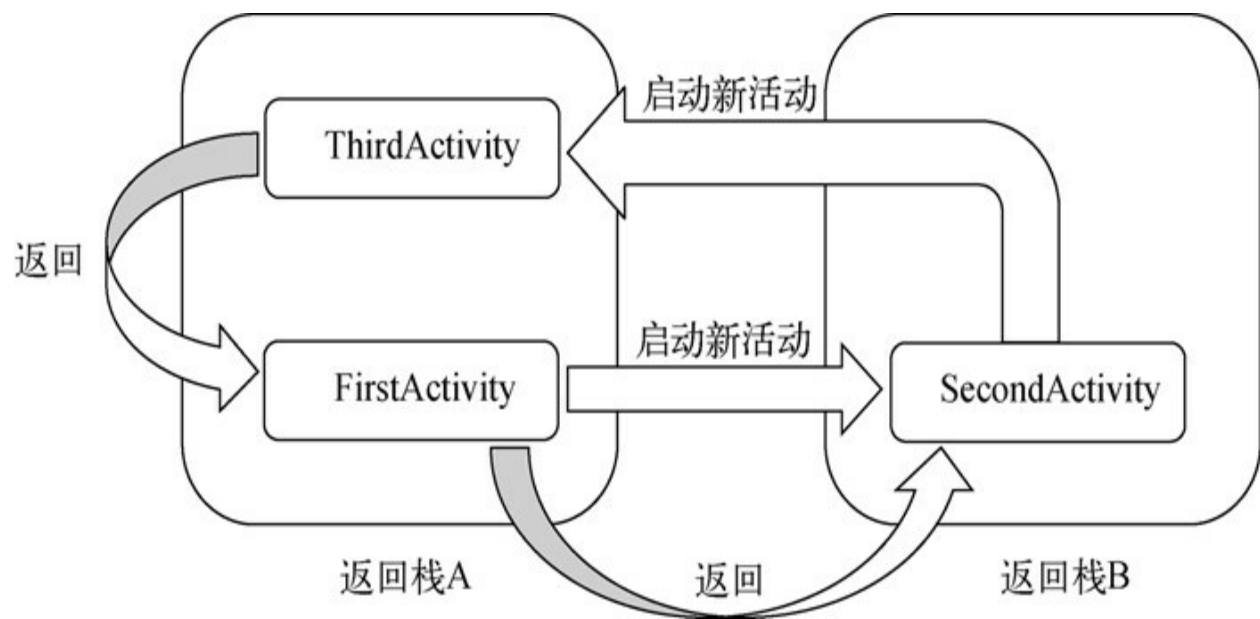 启动新活动
ThirdActivity
返回
启动新活动
FirstActivity
SecondActivity
返回栈A
返回
返回栈B